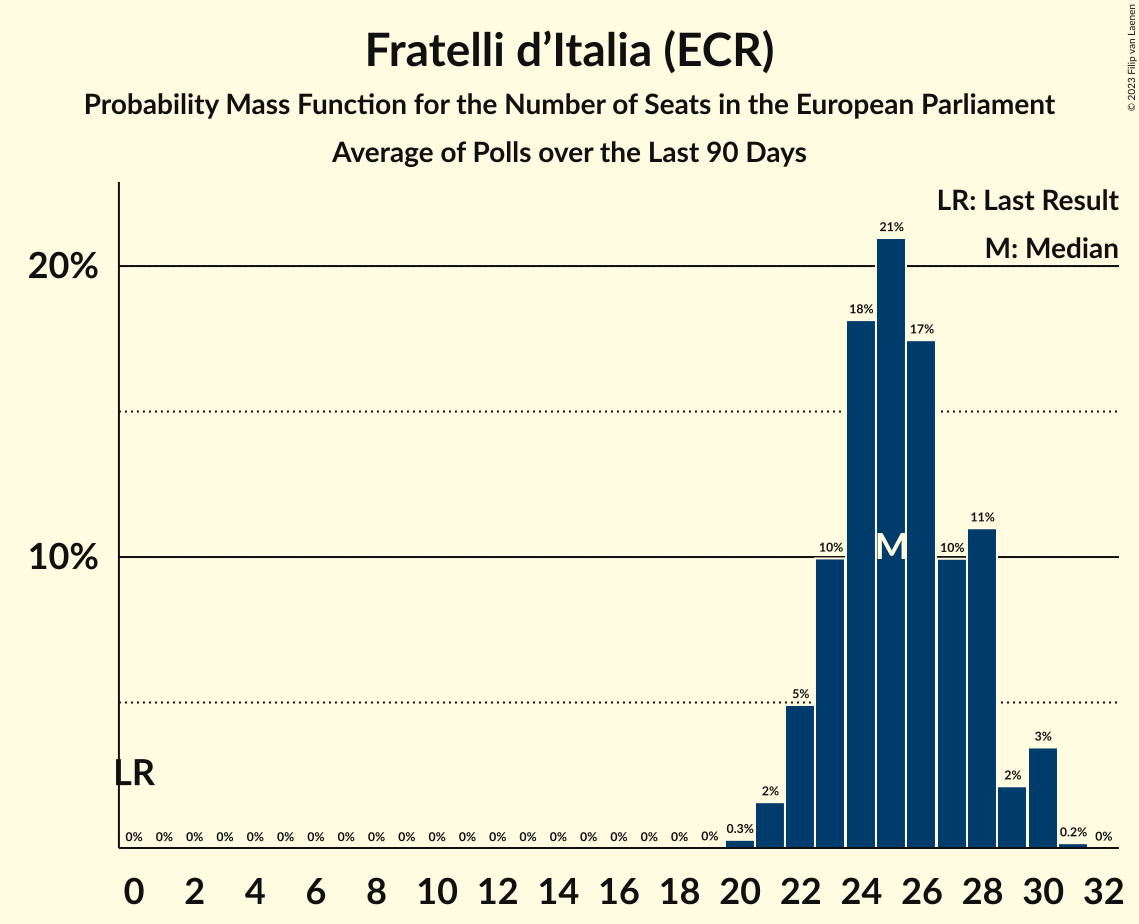 Fratelli d’Italia (ECR)
Probability Mass Function for the Number of Seats in the European Parliament
Average of Polls over the Last 90 Days
© 2023 Filip van Laenen
LR: Last Result
M: Median
20%
10%
21%
18%
17%
10%
10%
11%
M
5%
LR
3%
2%
2%
0% 0% 0% 0% 0% 0% 0% 0% 0% 0% 0% 0% 0% 0% 0% 0% 0% 0% 0% 0% 0.3% 0.2% 0%
0 2 4 6 8 10 12 14 16 18 20 22 24 26 28 30 32